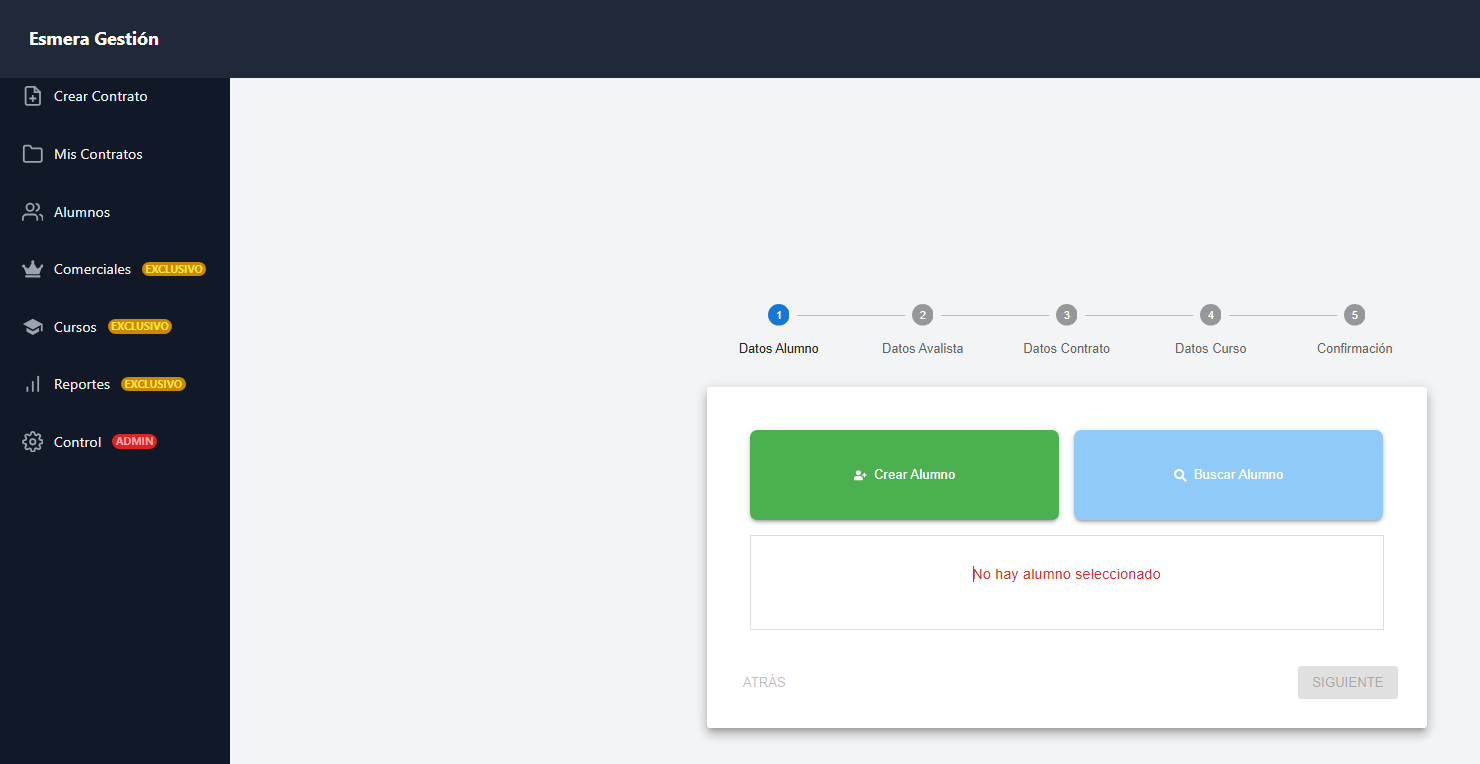 Esmera Gestión
Crear Contrato
Mis Contratos
Alumnos
Comerciales EXCLUSIVO
Cursos EXCLUSIVO
Reportes EXCLUSIVO
Control ADMIN
1 2 3 4 5
Datos Alumno Datos Avalista Datos Contrato Datos Curso Confirmación
Crear Alumno Buscar Alumno
No hay alumno seleccionado
ATRÁS SIGUIENTE